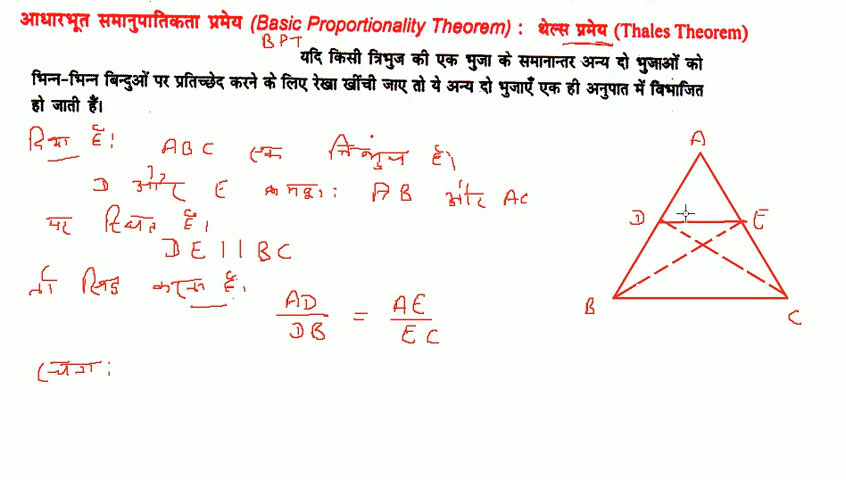 आधारभूत समानुपातिकता प्रमेय (Basic Proportionality Theorem) : थेल्स प्रमेय (Thales Theorem)
BPT
यदि किसी त्रिभुज की एक भुजा के समानान्तर अन्य दो भुजाओं को
भिन्न-भिन्न बिन्दुओं पर प्रतिच्छेद करने के लिए रेखा खींची जाए तो ये अन्य दो भुजाएँ एक ही अनुपात में विभाजित
हो जाती हैं।
दिया है। ABC एक त्रिभुज है।
D और E क्रमशः AB और AC
पर स्थित है।
DE || BC
तो सिद्ध करना है।
AD/DB = AE/EC
रचना :
A
D E
B C